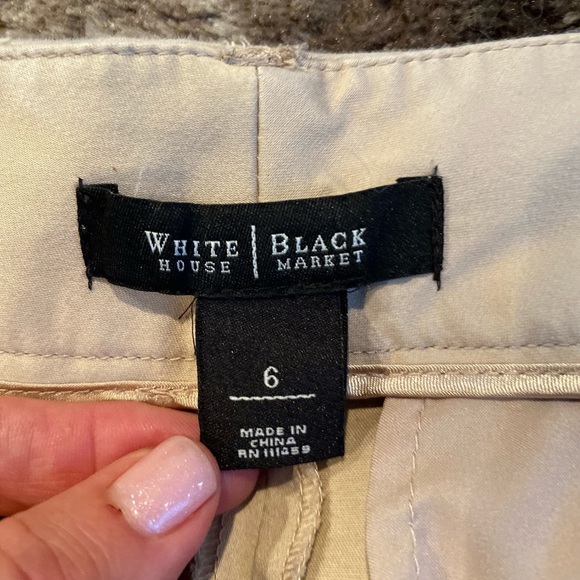 WHITE | BLACK
HOUSE MARKET
6
MADE IN
CHINA
RN 111459